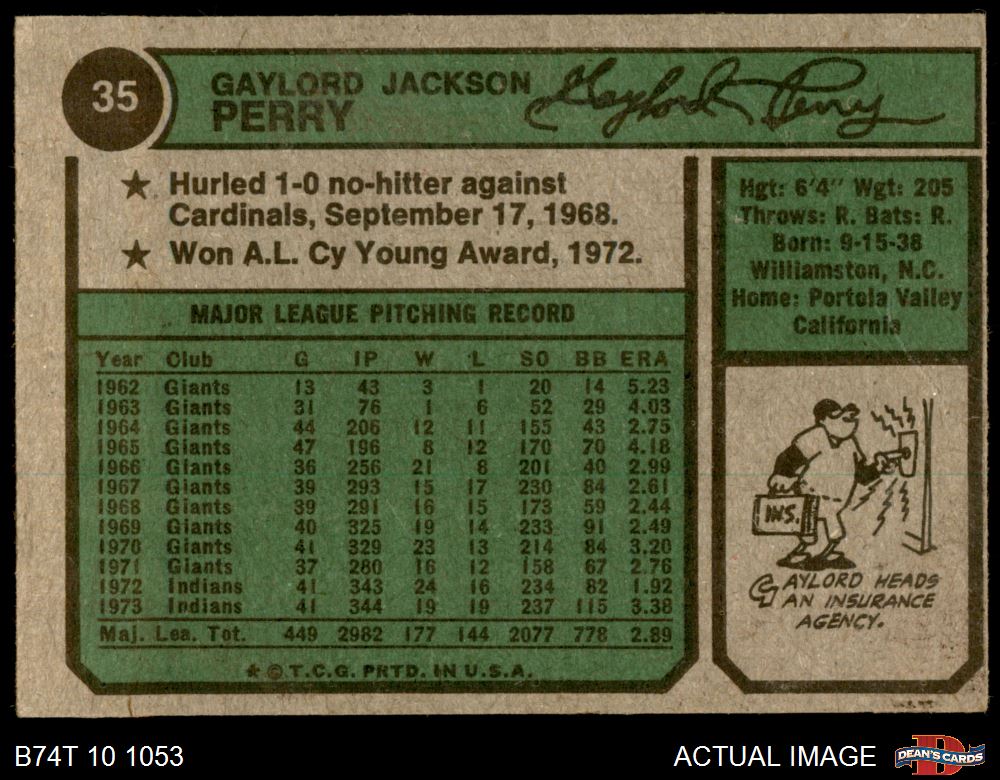 35
GAYLORD JACKSON
PERRY
Gaylord Perry
★ Hurled 1-0 no-hitter against
Cardinals, September 17, 1968.
★ Won A.L. Cy Young Award, 1972.
MAJOR LEAGUE PITCHING RECORD
Year Club G IP W L SO BB ERA
1962 Giants 13 43 3 1 20 14 5.23
1963 Giants 31 76 1 6 52 29 4.03
1964 Giants 44 206 12 11 155 43 2.75
1965 Giants 47 196 8 12 170 70 4.18
1966 Giants 36 256 21 8 201 40 2.99
1967 Giants 39 293 15 17 230 84 2.61
1968 Giants 39 291 16 15 173 59 2.44
1969 Giants 40 325 19 14 233 91 2.49
1970 Giants 41 329 23 13 214 84 3.20
1971 Giants 37 280 16 12 158 67 2.76
1972 Indians 41 343 24 16 234 82 1.92
1973 Indians 41 344 19 19 237 115 3.38
Maj. Lea. Tot. 449 2982 177 144 2077 778 2.89
★ © T.C.G. PRTD. IN U.S.A.
Hgt: 6'4" Wgt: 205
Throws: R. Bats: R.
Born: 9-15-38
Williamston, N.C.
Home: Portola Valley
California
INS.
GAYLORD HEADS
AN INSURANCE
AGENCY.
B74T 10 1053
ACTUAL IMAGE
DEAN'S CARDS